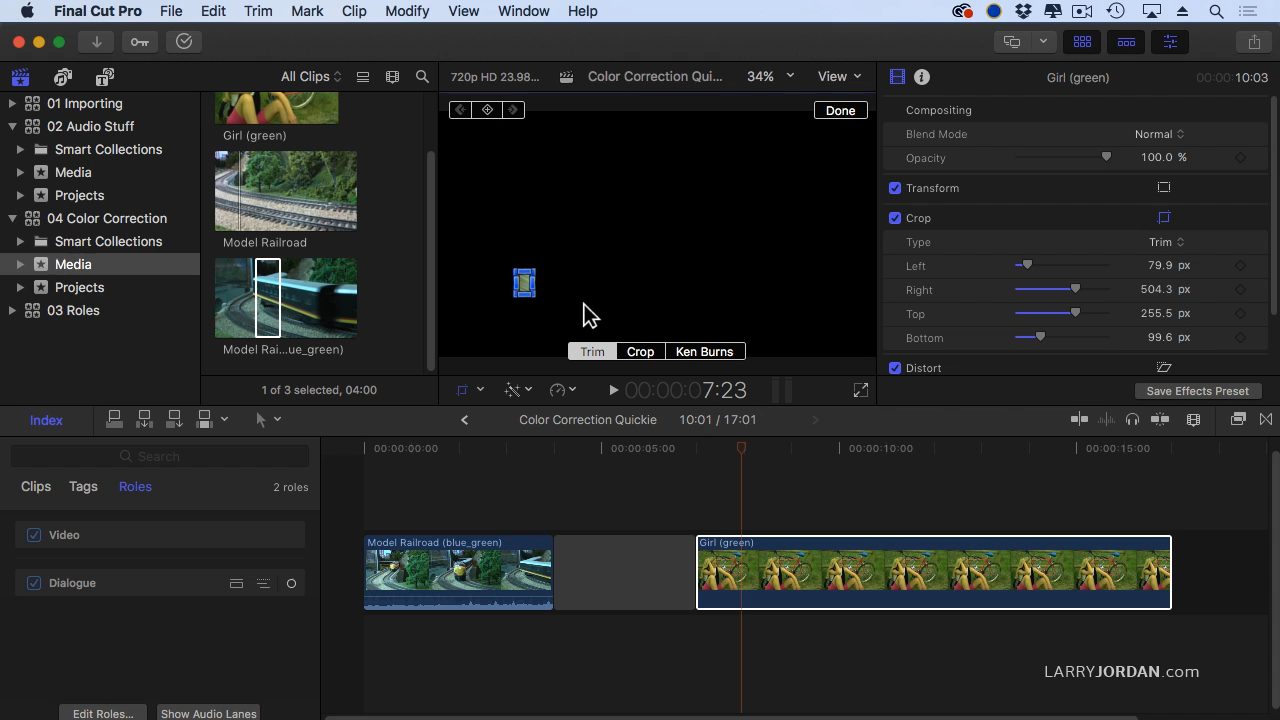 Final Cut Pro File Edit Trim Mark Clip Modify View Window Help
All Clips
720p HD 23.98... Color Correction Qui... 34% View
Girl (green) 00:00:00:10:03
01 Importing
02 Audio Stuff
Smart Collections
Media
Projects
04 Color Correction
Smart Collections
Media
Projects
03 Roles
Girl (green)
Model Railroad
Model Rai...ue_green)
1 of 3 selected, 04:00
Done
Trim Crop Ken Burns
00:00:00:7:23
Compositing
Blend Mode Normal
Opacity 100.0 %
Transform
Crop
Type Trim
Left 79.9 px
Right 504.3 px
Top 255.5 px
Bottom 99.6 px
Distort
Save Effects Preset
Index
Color Correction Quickie 10:01 / 17:01
Search
Clips Tags Roles 2 roles
Video
Dialogue
Edit Roles... Show Audio Lanes
00:00:00:00 00:00:05:00 00:00:10:00 00:00:15:00
Model Railroad (blue_green)
Girl (green)
LARRYJORDAN.com